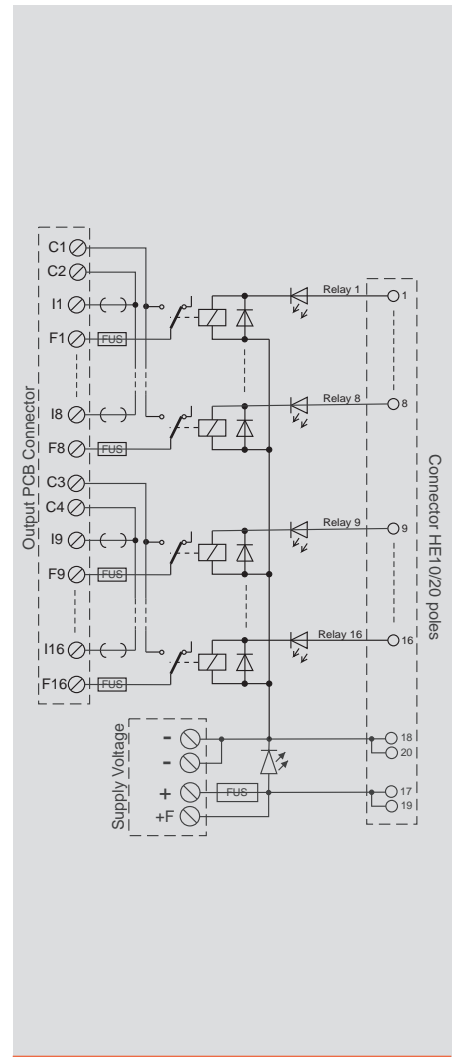 Output PCB Connector
C1
C2
I1
F1
FUS
Relay 1
1
I8
F8
FUS
Relay 8
8
C3
C4
I9
F9
FUS
Relay 9
9
I16
F16
FUS
Relay 16
16
Connector HE10/20 poles
Supply Voltage
-
-
+
+F
FUS
18
20
17
19